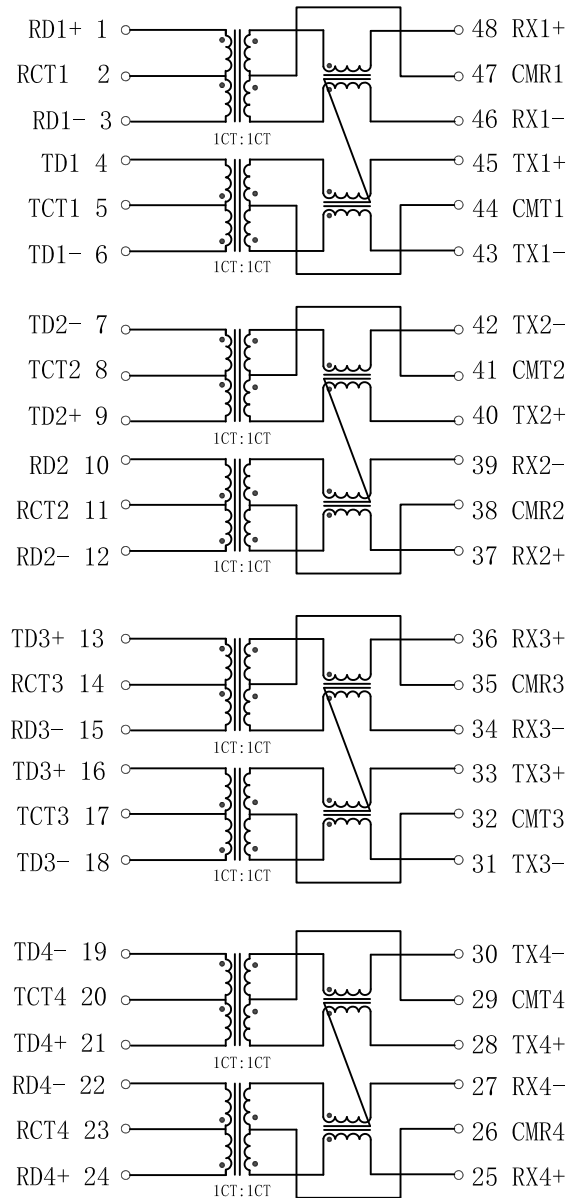 RD1+ 1 48 RX1+
RCT1 2 47 CMR1
RD1- 3 46 RX1-
1CT:1CT
TD1 4 45 TX1+
TCT1 5 44 CMT1
TD1- 6 43 TX1-
1CT:1CT
TD2- 7 42 TX2-
TCT2 8 41 CMT2
TD2+ 9 40 TX2+
1CT:1CT
RD2 10 39 RX2-
RCT2 11 38 CMR2
RD2- 12 37 RX2+
1CT:1CT
TD3+ 13 36 RX3+
RCT3 14 35 CMR3
RD3- 15 34 RX3-
1CT:1CT
TD3+ 16 33 TX3+
TCT3 17 32 CMT3
TD3- 18 31 TX3-
1CT:1CT
TD4- 19 30 TX4-
TCT4 20 29 CMT4
TD4+ 21 28 TX4+
1CT:1CT
RD4- 22 27 RX4-
RCT4 23 26 CMR4
RD4+ 24 25 RX4+
1CT:1CT